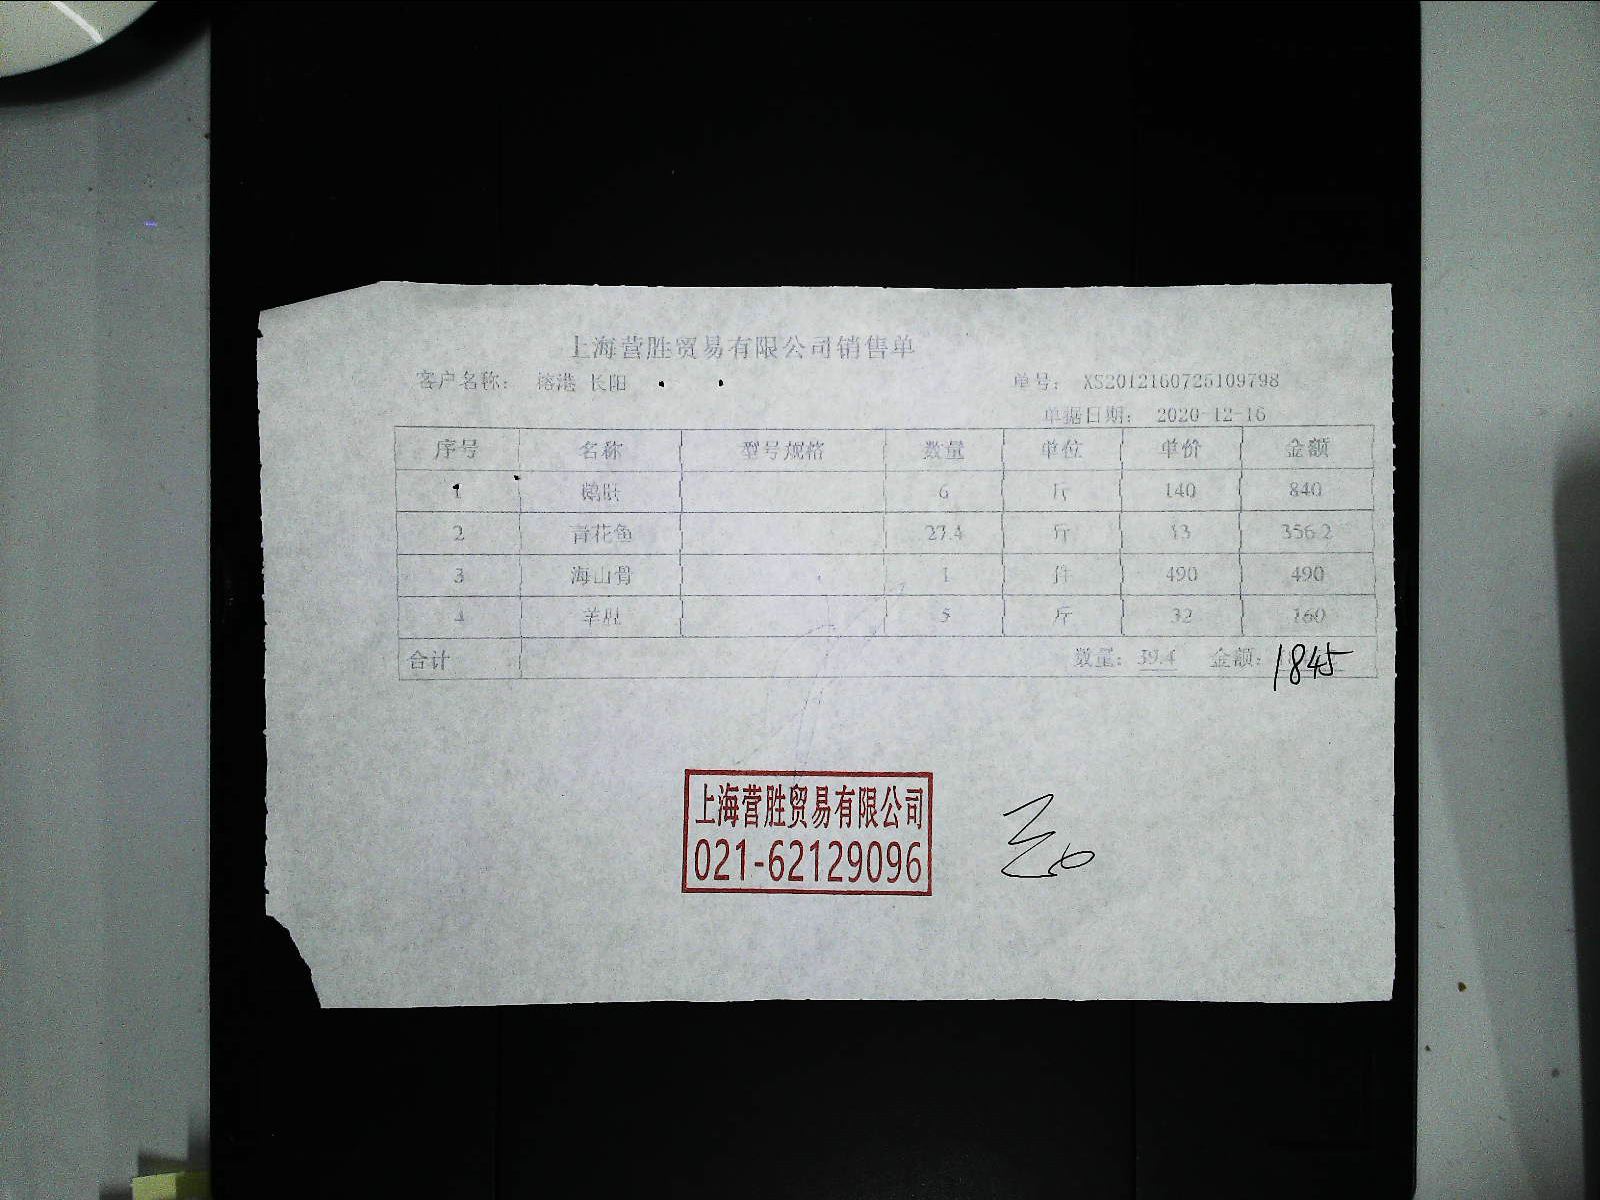 上海营胜贸易有限公司销售单
客户名称： 榕港 长阳 单号： XS2012160725109798
单据日期： 2020-12-16
序号 名称 型号规格 数量 单位 单价 金额
1 鹅肝 6 斤 140 840
2 青花鱼 27.4 斤 13 356.2
3 海山骨 1 件 490 490
4 羊肚 5 斤 32 160
合计 数量：39.4 金额：1845
上海营胜贸易有限公司
021-62129096